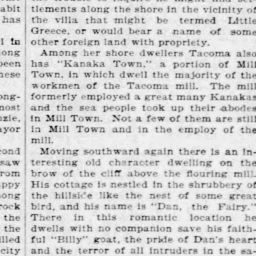 tlements along the shore in the vicinity of
the villa that might be termed Little
Greece, or would bear a name of some
other foreign land with propriety.
Among her shore dwellers Tacoma also
has "Kanaka Town," a portion of Mill
Town, in which dwell the majority of the
workmen of the Tacoma mill. The mill
formerly employed a great many Kanakas
and the sea people took up their abodes
in Mill Town. Not a few of them are still
in Mill Town and in the employ of the
mill.
Moving southward again there is an in-
teresting old character dwelling on the
brow of the cliff above the flouring mill.
His cottage is nestled in the shrubbery of
the hillside like the nest of some great
bird, and his name is "Dan, the Fairy."
There in this romantic location he
dwells with no companion save his faith-
ful "Billy" goat, the pride of Dan's heart
and the terror of all intruders in the sa-